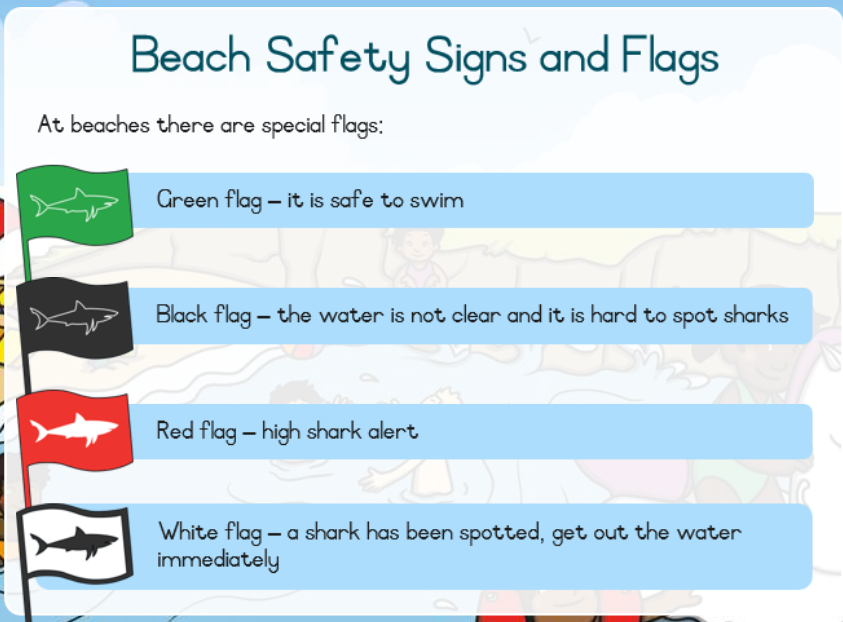 Beach Safety Signs and Flags
At beaches there are special flags:
Green flag – it is safe to swim
Black flag – the water is not clear and it is hard to spot sharks
Red flag – high shark alert
White flag – a shark has been spotted, get out the water
immediately